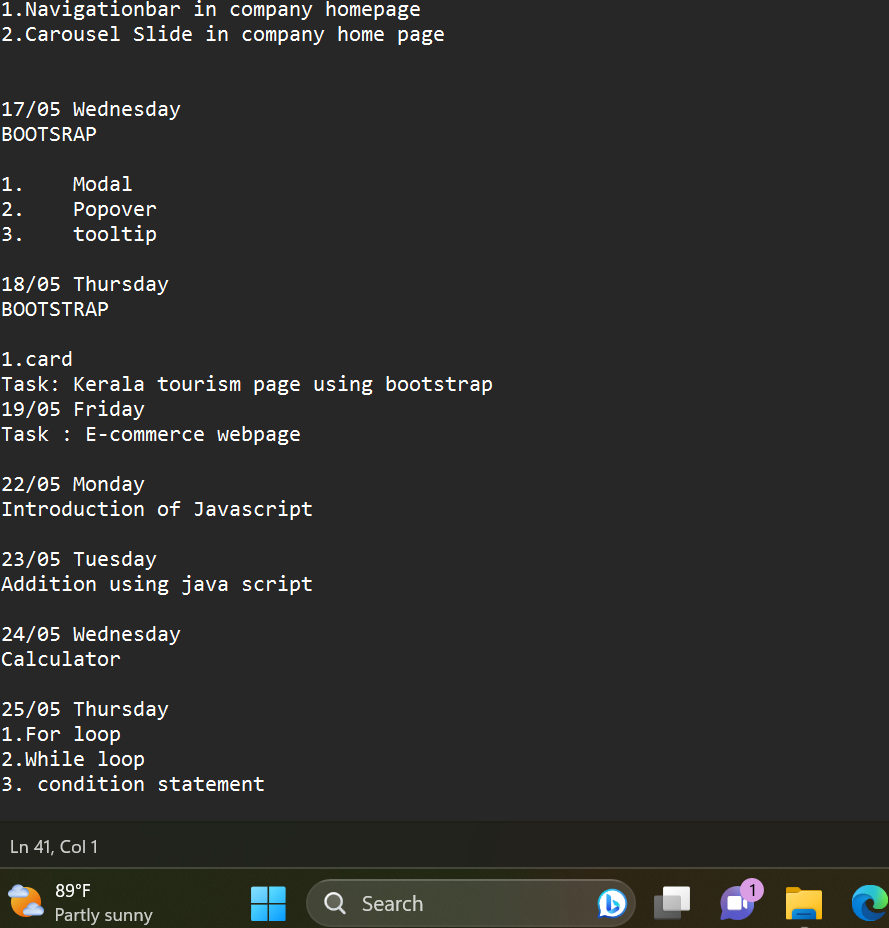 1.Navigationbar in company homepage
2.Carousel Slide in company home page
17/05 Wednesday
BOOTSRAP
1. Modal
2. Popover
3. tooltip
18/05 Thursday
BOOTSTRAP
1.card
Task: Kerala tourism page using bootstrap
19/05 Friday
Task : E-commerce webpage
22/05 Monday
Introduction of Javascript
23/05 Tuesday
Addition using java script
24/05 Wednesday
Calculator
25/05 Thursday
1.For loop
2.While loop
3. condition statement
Ln 41, Col 1
89°F
Partly sunny
Search
1